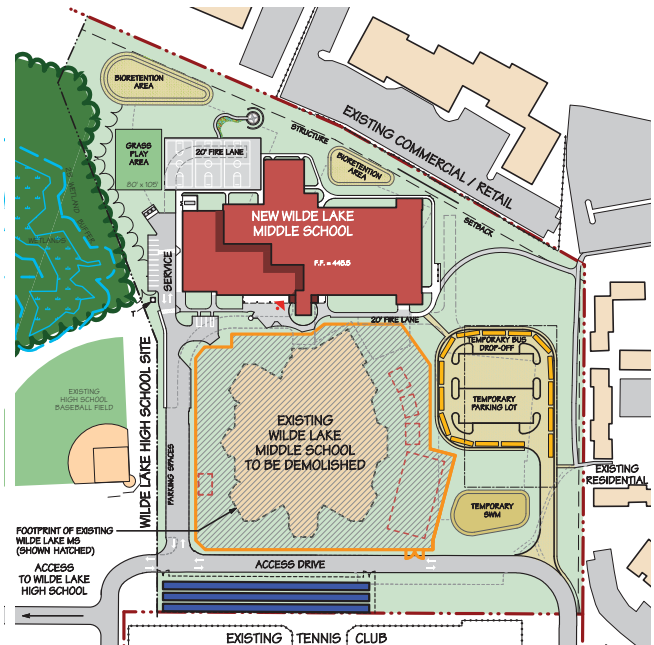 BIORETENTION
AREA
STRUCTURE
EXISTING COMMERCIAL / RETAIL
GRASS
PLAY
AREA
20' FIRE LANE
80' x 105'
BIORETENTION
AREA
SETBACK
WETLAND BUFFER
WETLANDS
NEW WILDE LAKE
MIDDLE SCHOOL
F.F. = 448.5
SERVICE
20' FIRE LANE
TEMPORARY BUS
DROP-OFF
TEMPORARY
PARKING LOT
EXISTING
HIGH SCHOOL
BASEBALL FIELD
WILDE LAKE HIGH SCHOOL SITE
PARKING SPACES
EXISTING
WILDE LAKE
MIDDLE SCHOOL
TO BE DEMOLISHED
EXISTING
RESIDENTIAL
TEMPORARY
SWM
FOOTPRINT OF EXISTING
WILDE LAKE MS
(SHOWN HATCHED)
ACCESS
TO WILDE LAKE
HIGH SCHOOL
ACCESS DRIVE
EXISTING TENNIS CLUB